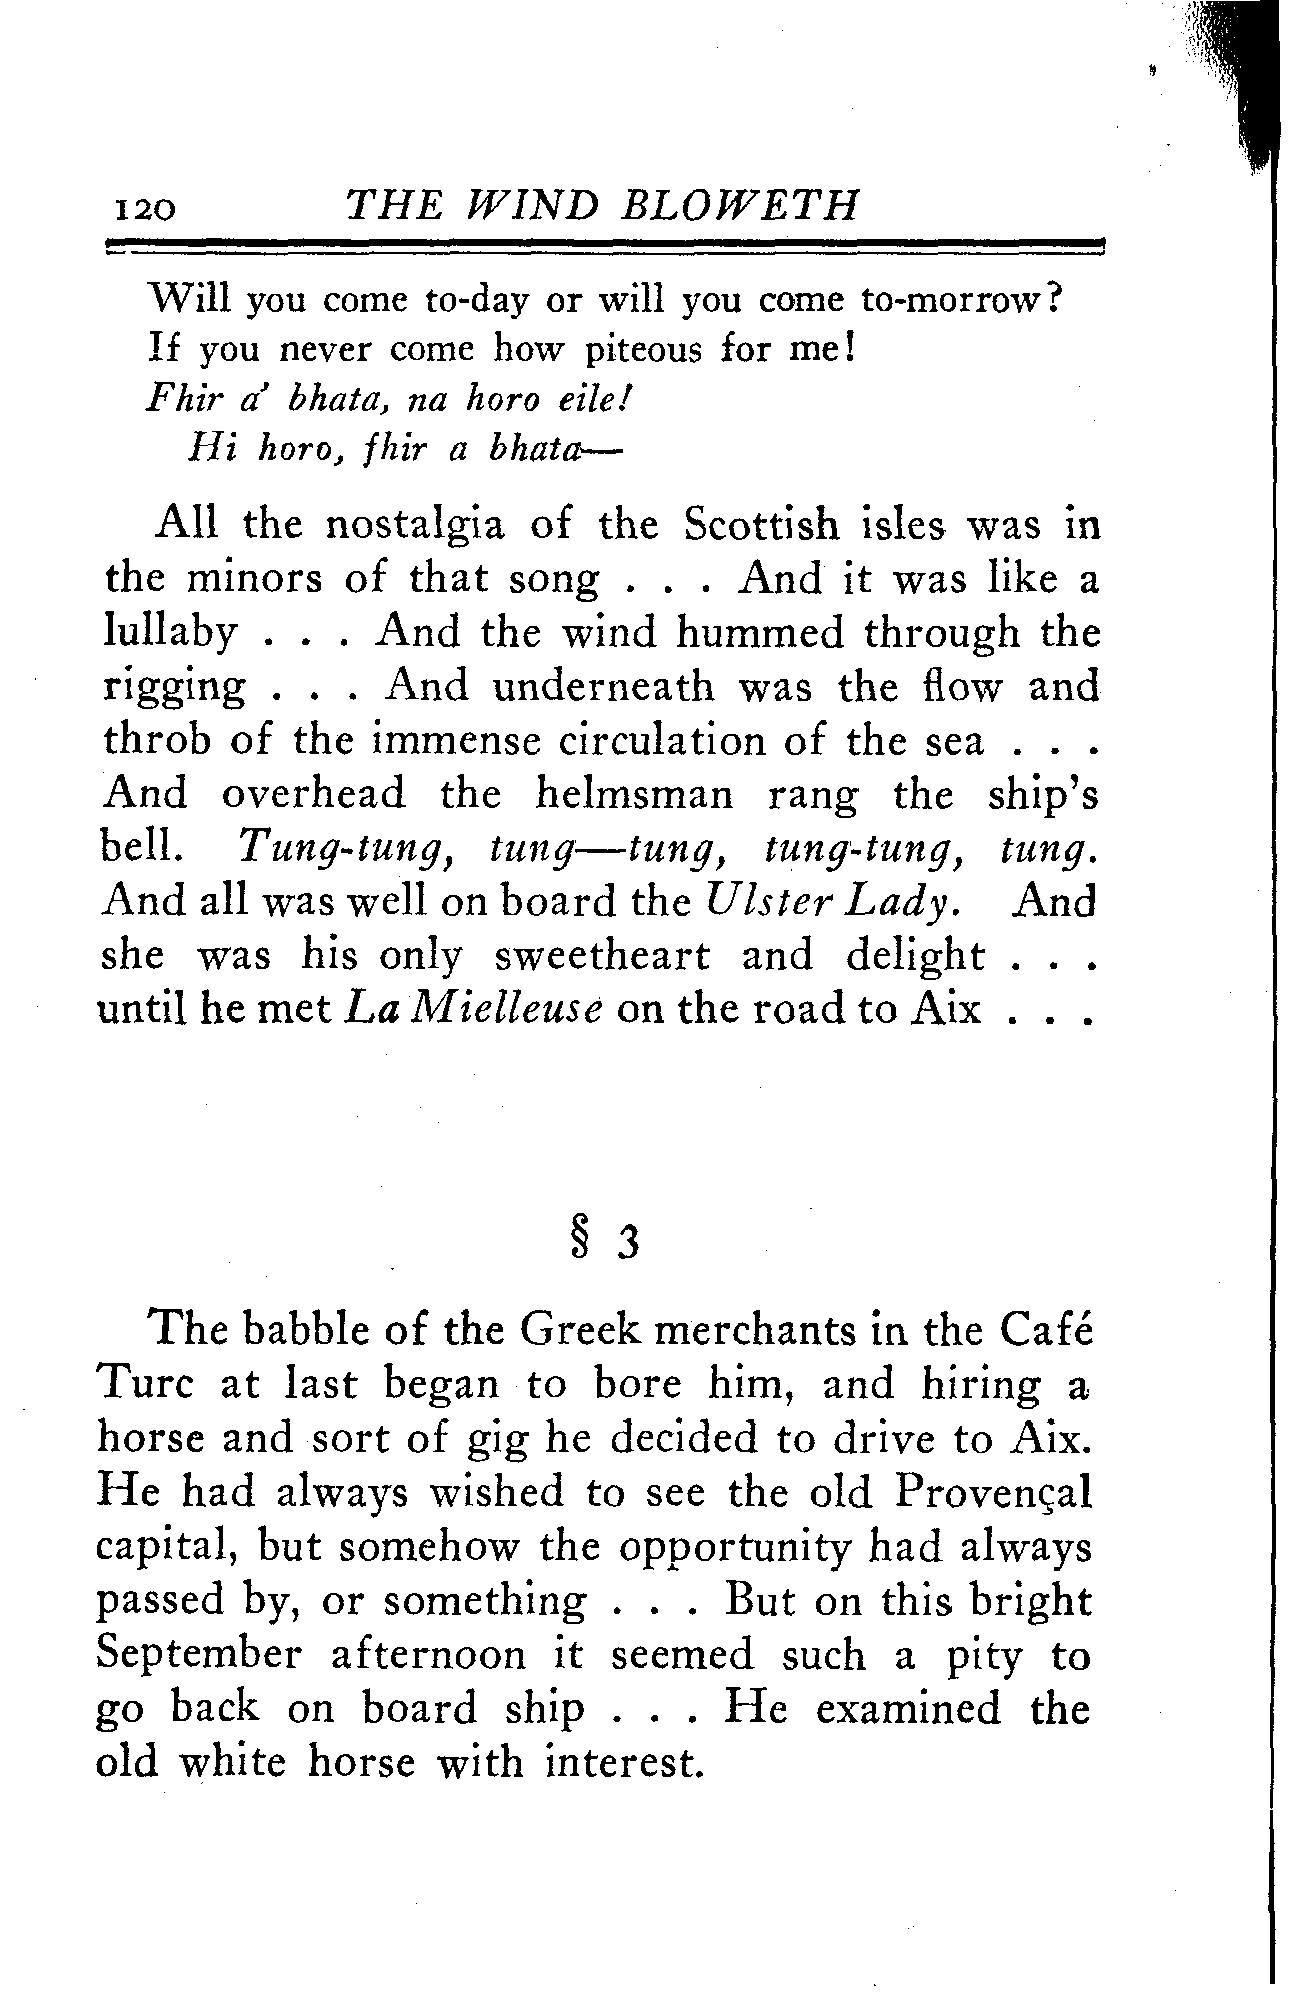 120 THE WIND BLOWETH
Will you come to-day or will you come to-morrow?
If you never come how piteous for me!
Fhir a' bhata, na horo eile!
Hi horo, fhir a bhata—
All the nostalgia of the Scottish isles was in
the minors of that song . . . And it was like a
lullaby . . . And the wind hummed through the
rigging . . . And underneath was the flow and
throb of the immense circulation of the sea . . .
And overhead the helmsman rang the ship's
bell. Tung-tung, tung—tung, tung-tung, tung.
And all was well on board the Ulster Lady. And
she was his only sweetheart and delight . . .
until he met La Mielleuse on the road to Aix . . .
§ 3
The babble of the Greek merchants in the Café
Turc at last began to bore him, and hiring a
horse and sort of gig he decided to drive to Aix.
He had always wished to see the old Provençal
capital, but somehow the opportunity had always
passed by, or something . . . But on this bright
September afternoon it seemed such a pity to
go back on board ship . . . He examined the
old white horse with interest.